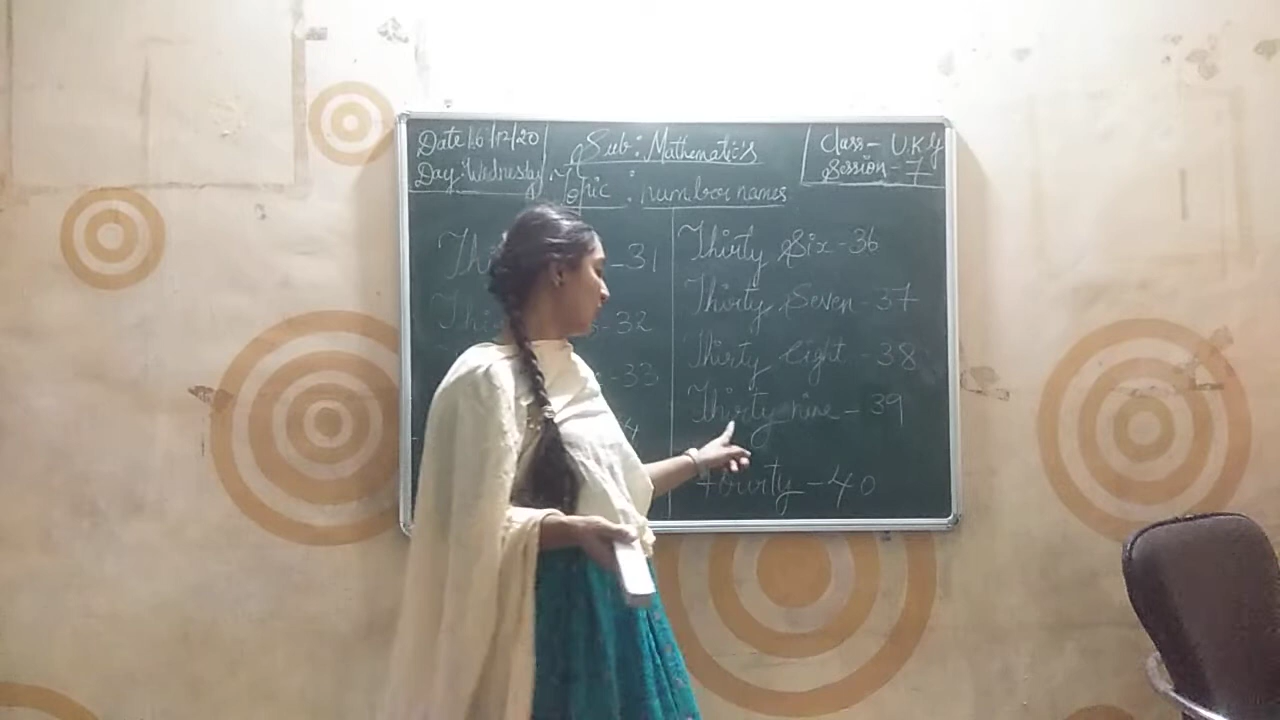 Date 16/12/20
Day: Wednesday
Sub: Mathematics
Topic: number names
Class - U.K.G
Session - 7
- 31
- 32
- 33
4
Thirty Six - 36
Thirty Seven - 37
Thirty Eight - 38
Thirty nine - 39
Fourty - 40